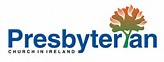 Presbyterian
CHURCH IN IRELAND